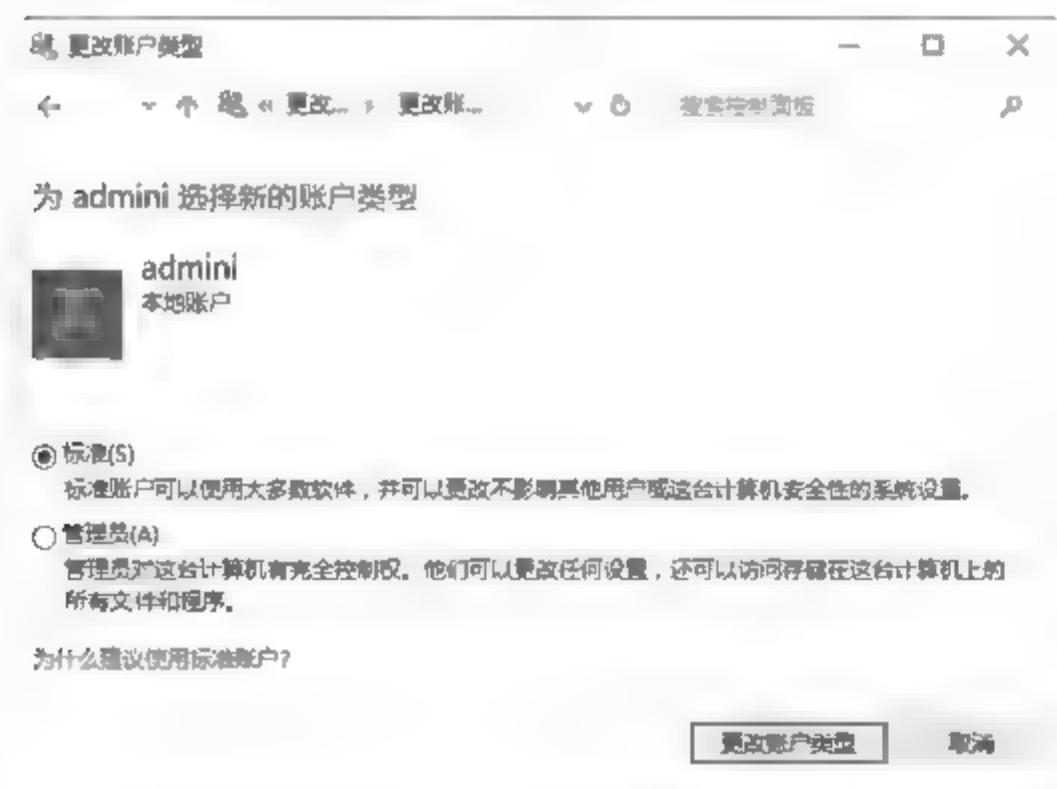 更改账户类型
« 更改... › 更改账... 搜索控制面板
为 admini 选择新的账户类型
admini
本地账户
标准(S)
标准账户可以使用大多数软件，并可以更改不影响其他用户或这台计算机安全性的系统设置。
管理员(A)
管理员对这台计算机有完全控制权。他们可以更改任何设置，还可以访问存储在这台计算机上的
所有文件和程序。
为什么建议使用标准账户?
更改账户类型 取消